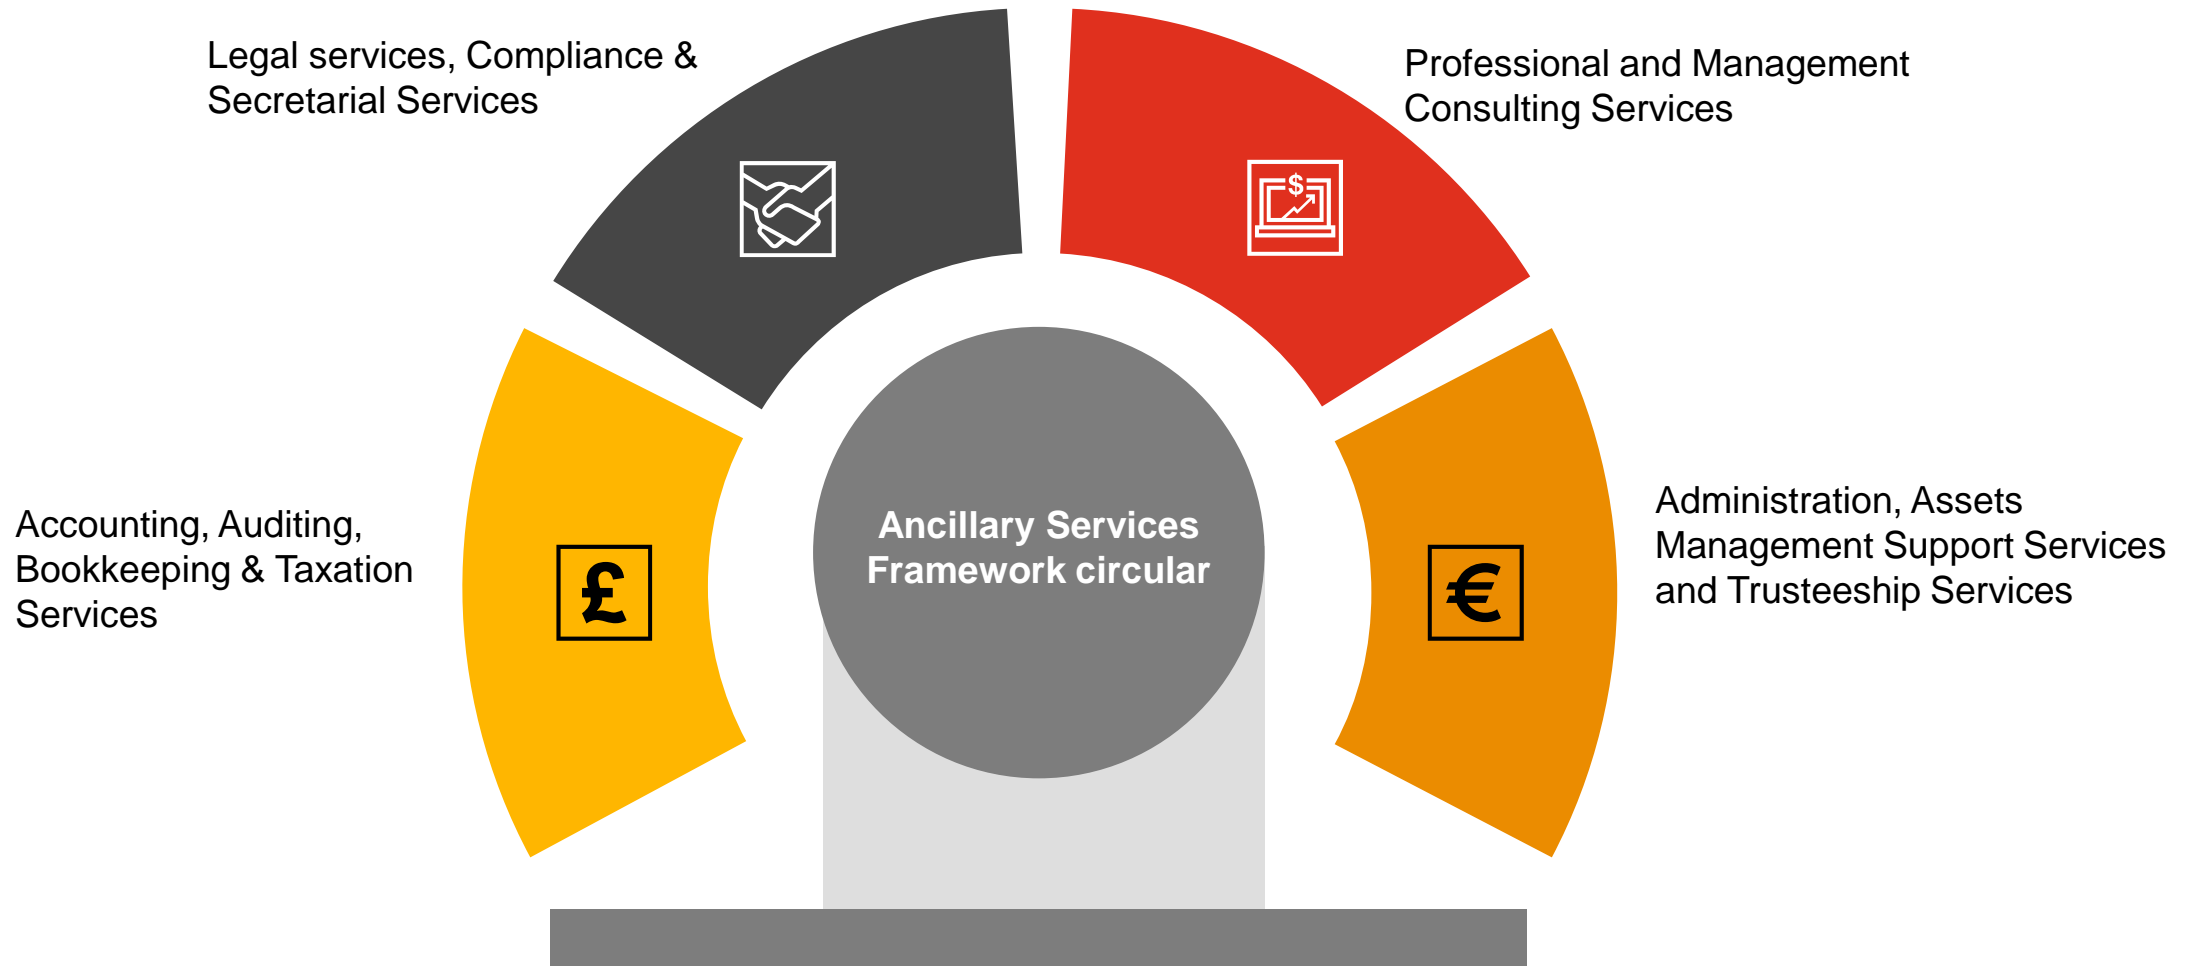 Legal services, Compliance &
Secretarial Services
Professional and Management
Consulting Services
$
Accounting, Auditing,
Bookkeeping & Taxation
Services
£
Ancillary Services
Framework circular
€
Administration, Assets
Management Support Services
and Trusteeship Services